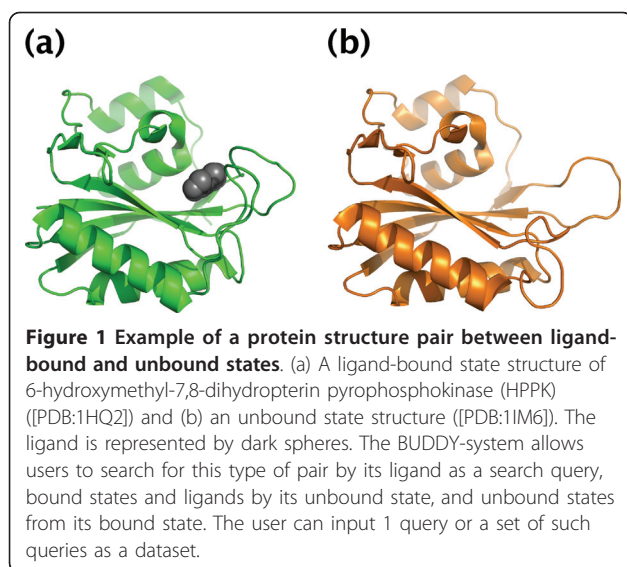 (a) (b)
Figure 1 Example of a protein structure pair between ligand-
bound and unbound states. (a) A ligand-bound state structure of
6-hydroxymethyl-7,8-dihydropterin pyrophosphokinase (HPPK)
([PDB:1HQ2]) and (b) an unbound state structure ([PDB:1IM6]). The
ligand is represented by dark spheres. The BUDDY-system allows
users to search for this type of pair by its ligand as a search query,
bound states and ligands by its unbound state, and unbound states
from its bound state. The user can input 1 query or a set of such
queries as a dataset.